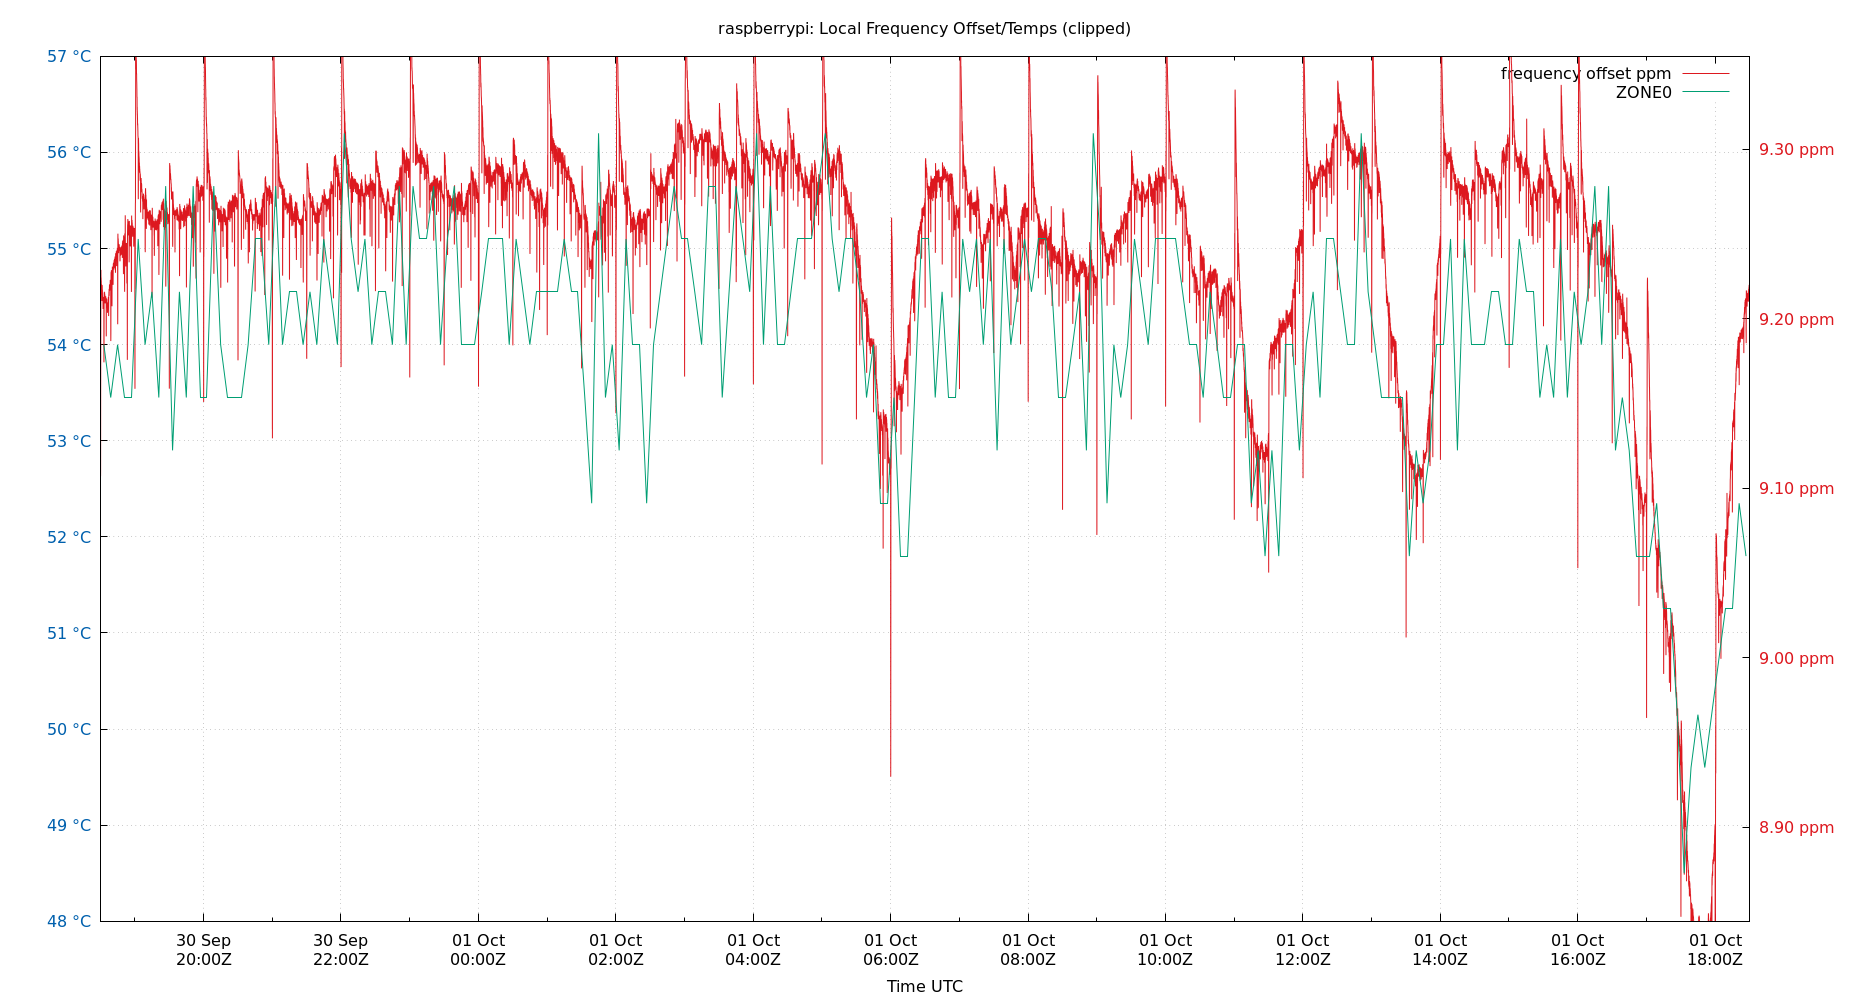 raspberrypi: Local Frequency Offset/Temps (clipped)
57 °C
56 °C
55 °C
54 °C
53 °C
52 °C
51 °C
50 °C
49 °C
48 °C
frequency offset ppm
ZONE0
9.30 ppm
9.20 ppm
9.10 ppm
9.00 ppm
8.90 ppm
30 Sep 30 Sep 01 Oct 01 Oct 01 Oct 01 Oct 01 Oct 01 Oct 01 Oct 01 Oct 01 Oct 01 Oct
20:00Z 22:00Z 00:00Z 02:00Z 04:00Z 06:00Z 08:00Z 10:00Z 12:00Z 14:00Z 16:00Z 18:00Z
Time UTC